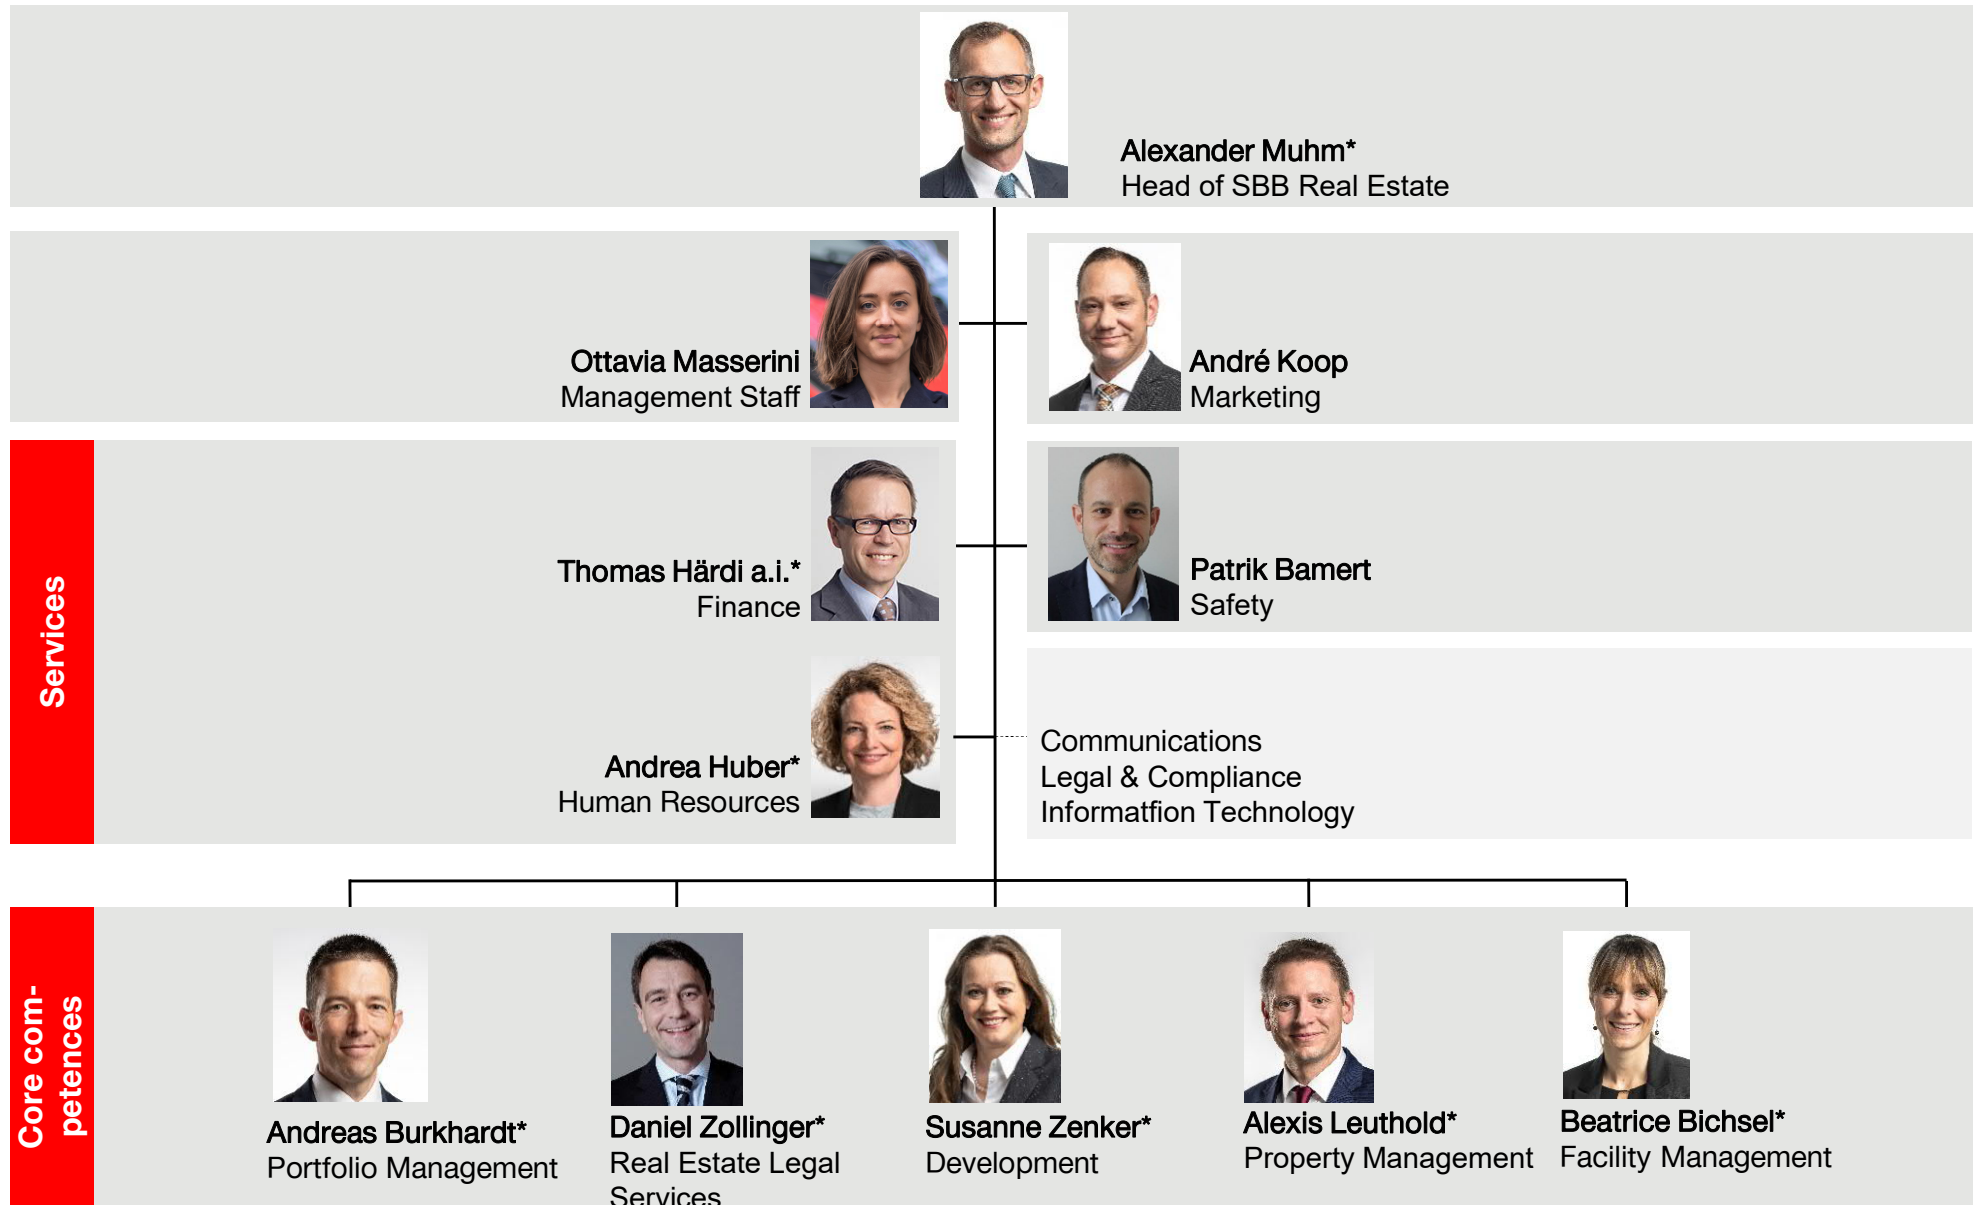 Alexander Muhm*
Head of SBB Real Estate
Ottavia Masserini
Management Staff
André Koop
Marketing
Services
Thomas Härdi a.i.*
Finance
Patrik Bamert
Safety
Andrea Huber*
Human Resources
Communications
Legal & Compliance
Informatfion Technology
Core com-
petences
Andreas Burkhardt*
Portfolio Management
Daniel Zollinger*
Real Estate Legal
Services
Susanne Zenker*
Development
Alexis Leuthold*
Property Management
Beatrice Bichsel*
Facility Management